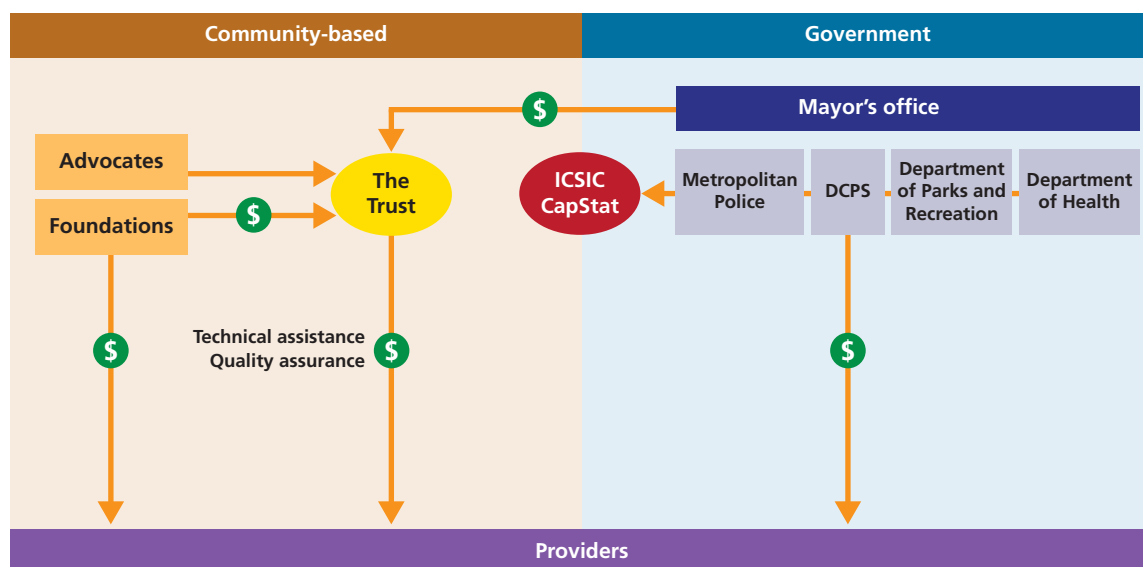 Community-based
Government
Mayor's office
$
Advocates
Foundations
$
The
Trust
ICSIC
CapStat
Metropolitan
Police
DCPS
Department
of Parks and
Recreation
Department
of Health
$
Technical assistance
Quality assurance
$
$
Providers